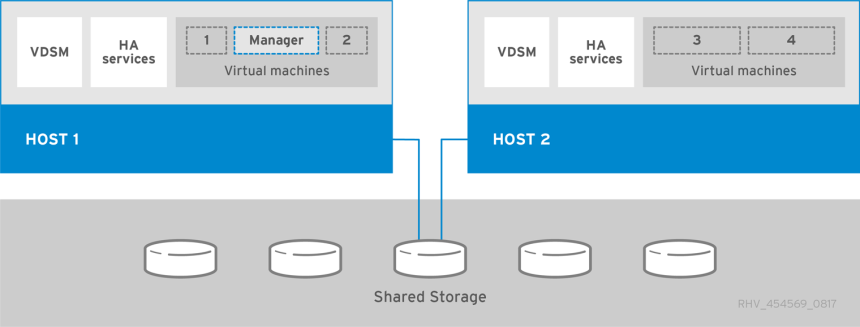 VDSM
HA
services
1
Manager
2
Virtual machines
HOST 1
VDSM
HA
services
3
4
Virtual machines
HOST 2
Shared Storage
RHV_454569_0817